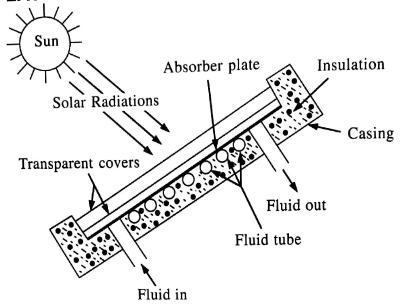 Sun
Absorber plate
Insulation
Solar Radiations
Casing
Transparent covers
Fluid out
Fluid tube
Fluid in